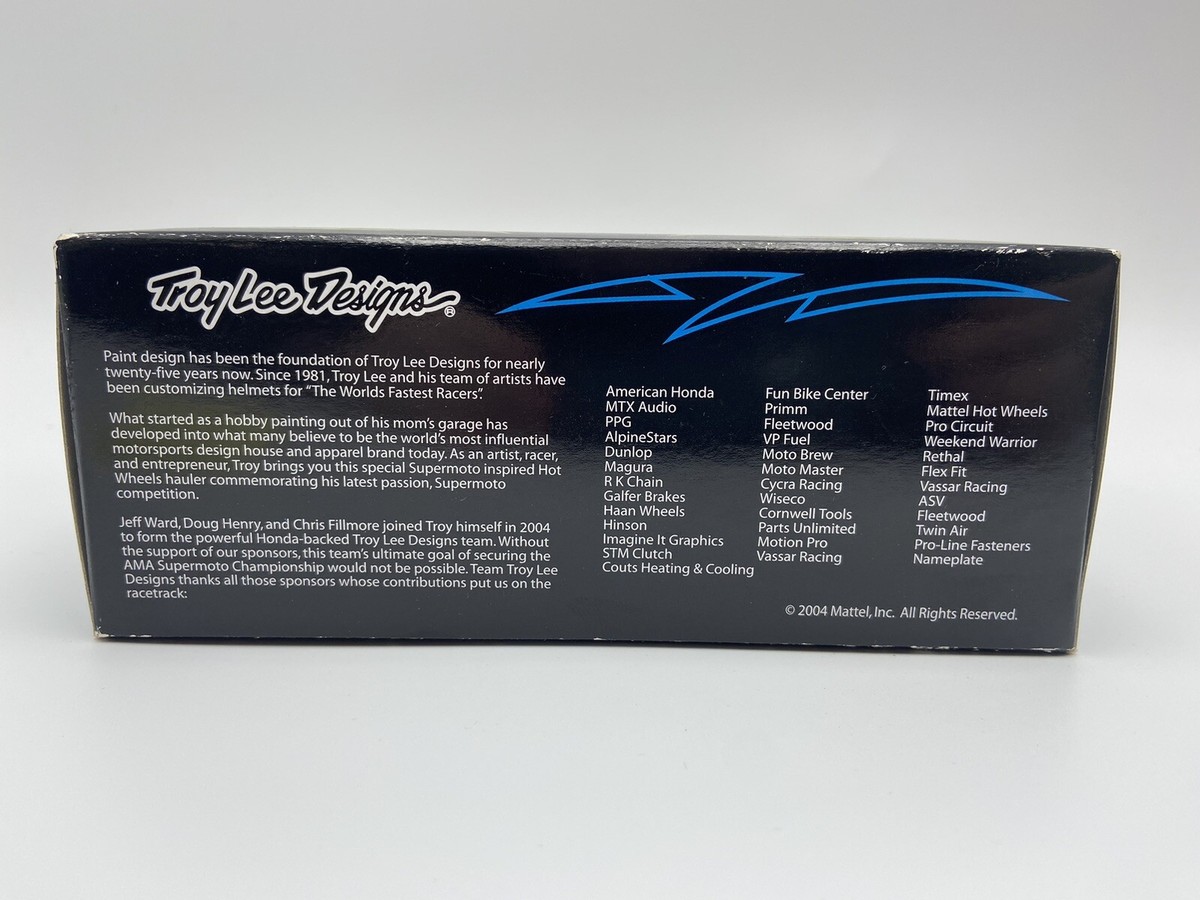 Troy Lee Designs®
Paint design has been the foundation of Troy Lee Designs for nearly
twenty-five years now. Since 1981, Troy Lee and his team of artists have
been customizing helmets for "The Worlds Fastest Racers".
What started as a hobby painting out of his mom's garage has
developed into what many believe to be the world's most influential
motorsports design house and apparel brand today. As an artist, racer,
and entrepreneur, Troy brings you this special Supermoto inspired Hot
Wheels hauler commemorating his latest passion, Supermoto
competition.
Jeff Ward, Doug Henry, and Chris Fillmore joined Troy himself in 2004
to form the powerful Honda-backed Troy Lee Designs team. Without
the support of our sponsors, this team's ultimate goal of securing the
AMA Supermoto Championship would not be possible. Team Troy Lee
Designs thanks all those sponsors whose contributions put us on the
racetrack:
American Honda
MTX Audio
PPG
AlpineStars
Dunlop
Magura
R K Chain
Galfer Brakes
Haan Wheels
Hinson
Imagine It Graphics
STM Clutch
Couts Heating & Cooling
Fun Bike Center
Primm
Fleetwood
VP Fuel
Moto Brew
Moto Master
Cycra Racing
Wiseco
Cornwell Tools
Parts Unlimited
Motion Pro
Vassar Racing
Timex
Mattel Hot Wheels
Pro Circuit
Weekend Warrior
Rethal
Flex Fit
Vassar Racing
ASV
Fleetwood
Twin Air
Pro-Line Fasteners
Nameplate
© 2004 Mattel, Inc. All Rights Reserved.